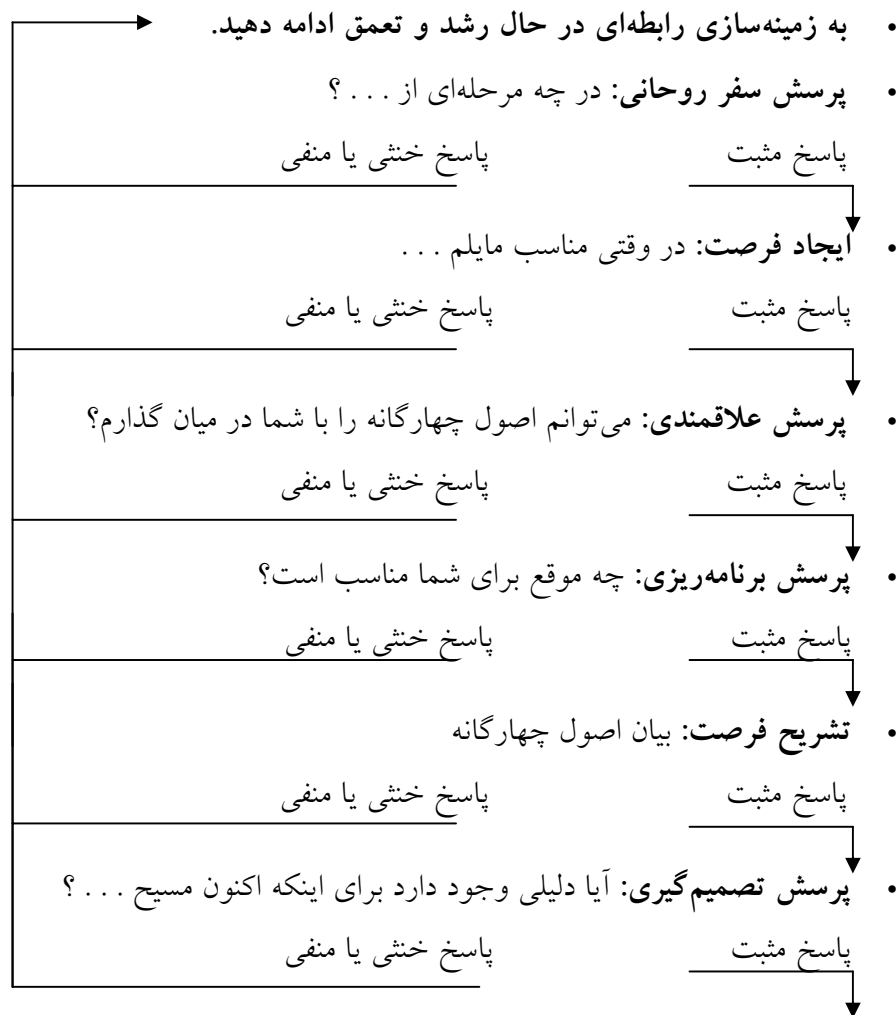 • به زمینه‌سازی رابطه‌ای در حال رشد و تعمق ادامه دهید.
• پرسش سفر روحانی: در چه مرحله‌ای از . . . ؟
پاسخ مثبت پاسخ خنثی یا منفی
• ایجاد فرصت: در وقتی مناسب مایلم . . .
پاسخ مثبت پاسخ خنثی یا منفی
• پرسش علاقمندی: می‌توانم اصول چهارگانه را با شما در میان گذارم؟
پاسخ مثبت پاسخ خنثی یا منفی
• پرسش برنامه‌ریزی: چه موقع برای شما مناسب است؟
پاسخ مثبت پاسخ خنثی یا منفی
• تشریح فرصت: بیان اصول چهارگانه
پاسخ مثبت پاسخ خنثی یا منفی
• پرسش تصمیم‌گیری: آیا دلیلی وجود دارد برای اینکه اکنون مسیح . . . ؟
پاسخ مثبت پاسخ خنثی یا منفی